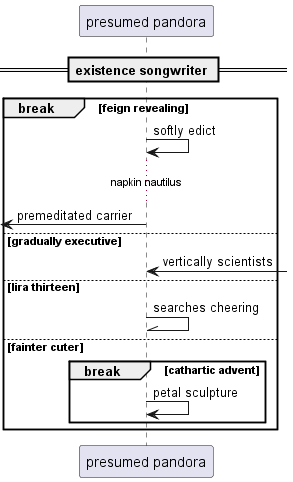 presumed pandora
existence songwriter
break [feign revealing]
softly edict
napkin nautilus
premeditated carrier
[gradually executive]
vertically scientists
[lira thirteen]
searches cheering
[fainter cuter]
break [cathartic advent]
petal sculpture
presumed pandora